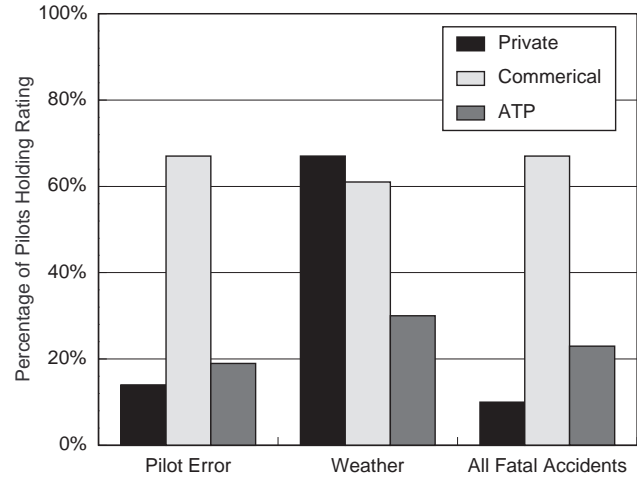 Percentage of Pilots Holding Rating
100%
80%
60%
40%
20%
0%
Private
Commerical
ATP
Pilot Error
Weather
All Fatal Accidents